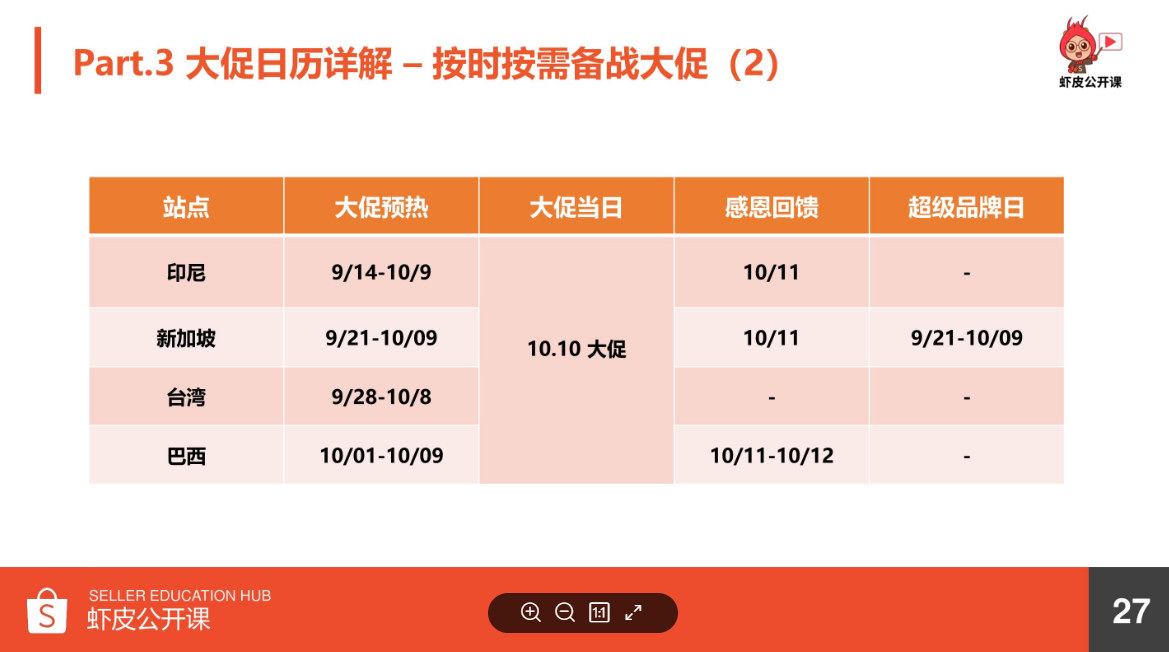 Part.3 大促日历详解 – 按时按需备战大促（2）
虾皮公开课
站点 大促预热 大促当日 感恩回馈 超级品牌日
印尼 9/14-10/9 10/11 -
新加坡 9/21-10/09 10.10 大促 10/11 9/21-10/09
台湾 9/28-10/8 - -
巴西 10/01-10/09 10/11-10/12 -
S
SELLER EDUCATION HUB
虾皮公开课
1:1
27